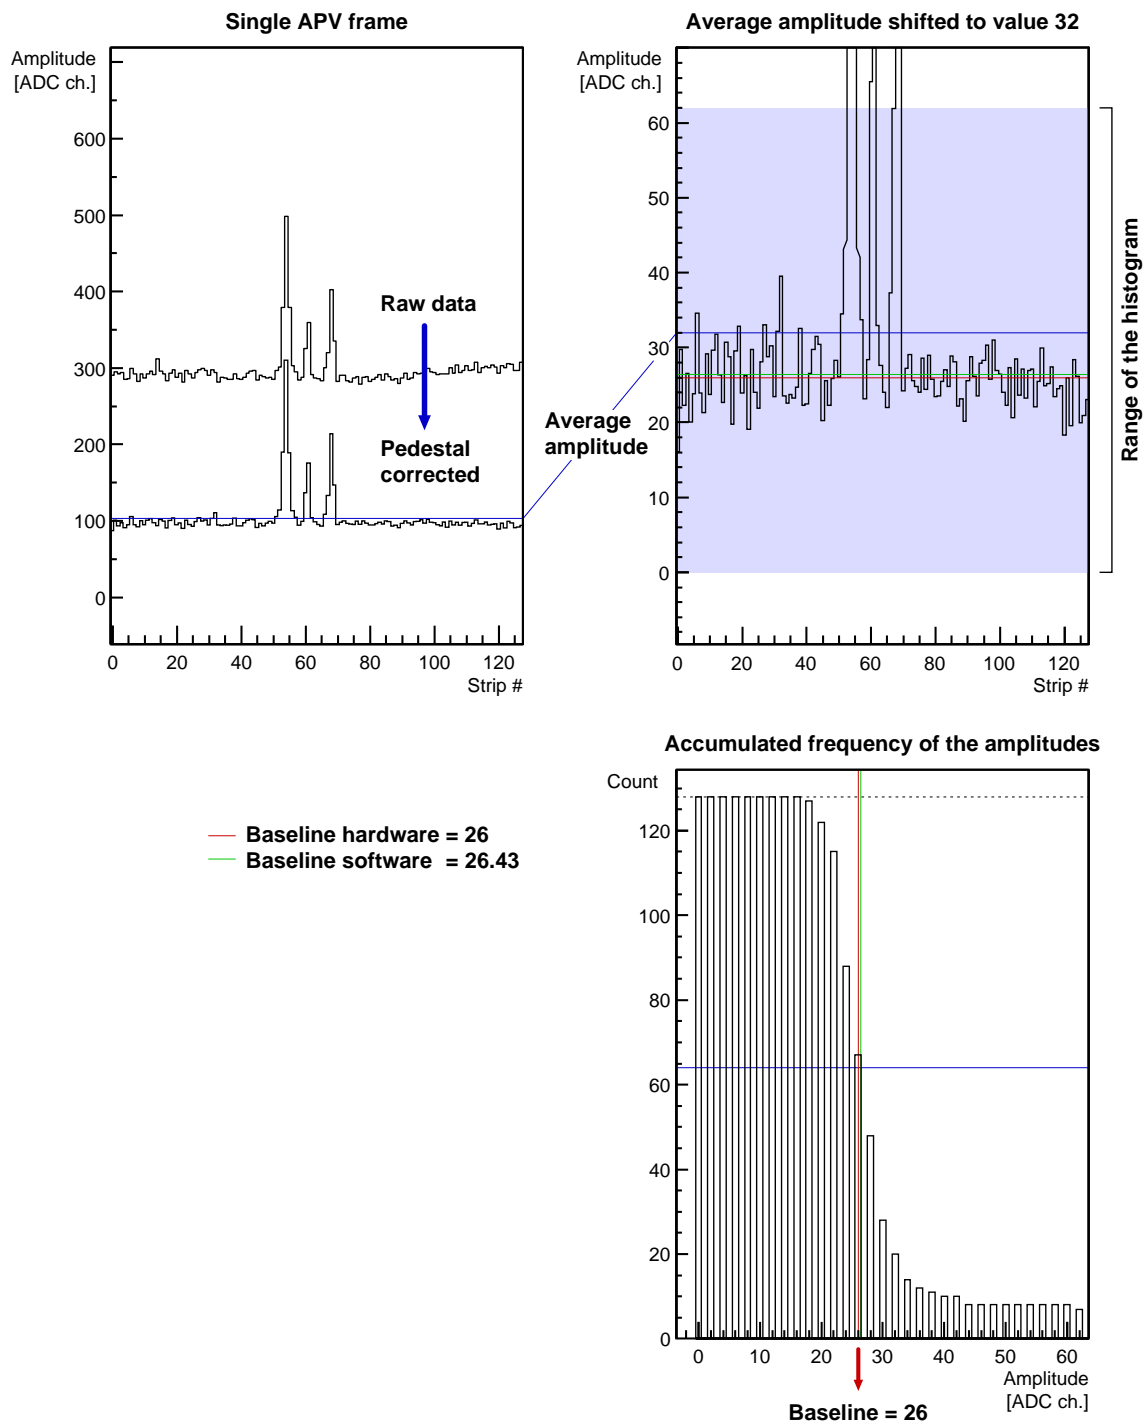 Single APV frame
Amplitude
[ADC ch.]
600
500
400
300
200
100
0
Raw data
Pedestal
corrected
0 20 40 60 80 100 120
Strip #
Average
amplitude
Average amplitude shifted to value 32
Amplitude
[ADC ch.]
60
50
40
30
20
10
0
0 20 40 60 80 100 120
Strip #
Range of the histogram
Baseline hardware = 26
Baseline software = 26.43
Accumulated frequency of the amplitudes
Count
120
100
80
60
40
20
0
0 10 20 30 40 50 60
Amplitude
[ADC ch.]
Baseline = 26